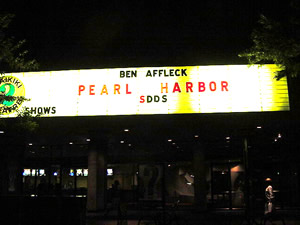 BEN AFFLECK
PEARL HARBOR
SDDS
SHOWS